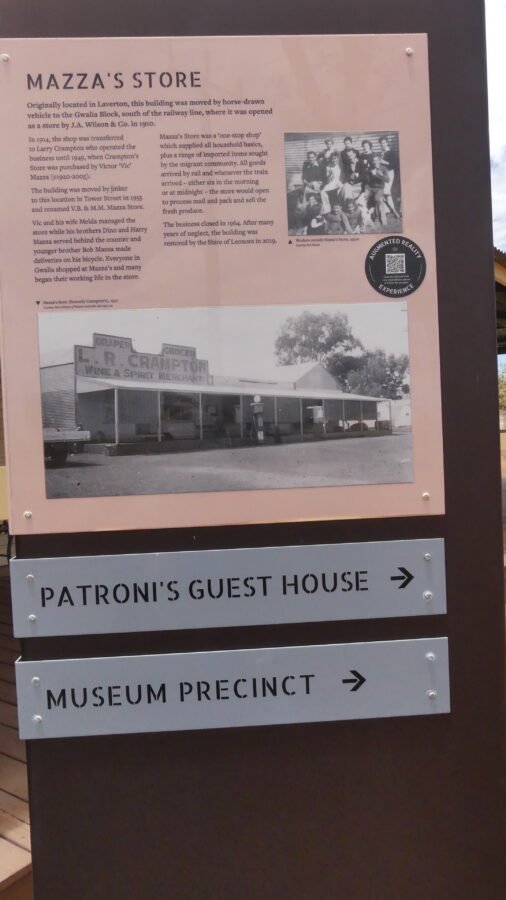 MAZZA'S STORE
Originally located in Laverton, this building was moved by horse-drawn
vehicle to the Gwalia Block, south of the railway line, where it was opened
as a store by J.A. Wilson & Co. in 1910.
In 1914, the shop was transferred
to Larry Crampton who operated the
business until 1949, when Crampton's
Store was purchased by Victor 'Vic'
Mazza (c1920-2005).
The building was moved by jinker
to this location in Tower Street in 1955
and renamed V.B. & M.M. Mazza Store.
Vic and his wife Melda managed the
store while his brothers Dino and Harry
Mazza served behind the counter and
younger brother Bob Mazza made
deliveries on his bicycle. Everyone in
Gwalia shopped at Mazza's and many
began their working life in the store.
Mazza's Store was a 'one-stop shop'
which supplied all household basics,
plus a range of imported items sought
by the migrant community. All goods
arrived by rail and whenever the train
arrived – either six in the morning
or at midnight – the store would open
to process mail and pack and sell the
fresh produce.
The business closed in 1964. After many
years of neglect, the building was
restored by the Shire of Leonora in 2019.
AUGMENTED REALITY
EXPERIENCE
Mazza's Store (formerly Crampton's),
DRAPER
GROCER
L. R. CRAMPTON
WINE & SPIRIT MERCHANT
PATRONI'S GUEST HOUSE →
MUSEUM PRECINCT →